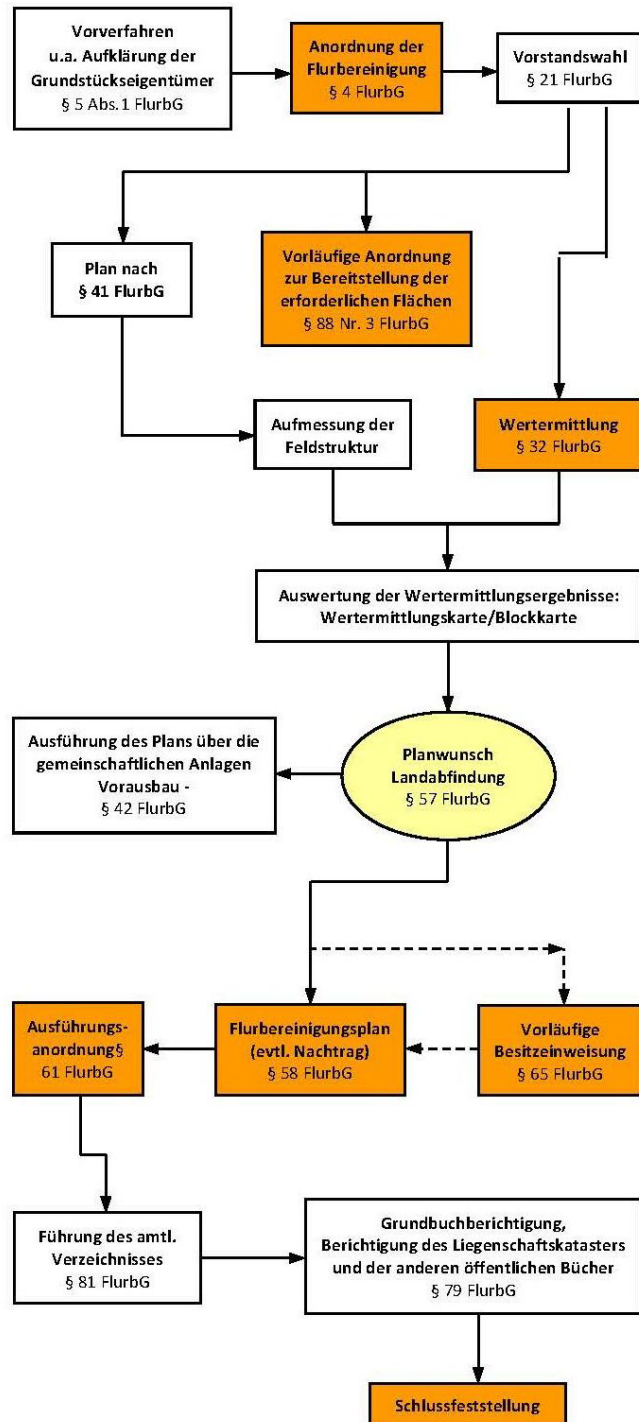 Vorverfahren
u.a. Aufklärung der
Grundstückseigentümer
§ 5 Abs.1 FlurbG
Anordnung der
Flurbereinigung
§ 4 FlurbG
Vorstandswahl
§ 21 FlurbG
Plan nach
§ 41 FlurbG
Vorläufige Anordnung
zur Bereitstellung der
erforderlichen Flächen
§ 88 Nr. 3 FlurbG
Aufmessung der
Feldstruktur
Wertermittlung
§ 32 FlurbG
Auswertung der Wertermittlungsergebnisse:
Wertermittlungskarte/Blockkarte
Ausführung des Plans über die
gemeinschaftlichen Anlagen
Vorausbau -
§ 42 FlurbG
Planwunsch
Landabfindung
§ 57 FlurbG
Ausführungs-
anordnung§
61 FlurbG
Flurbereinigungsplan
(evtl. Nachtrag)
§ 58 FlurbG
Vorläufige
Besitzeinweisung
§ 65 FlurbG
Führung des amtl.
Verzeichnisses
§ 81 FlurbG
Grundbuchberichtigung,
Berichtigung des Liegenschaftskatasters
und der anderen öffentlichen Bücher
§ 79 FlurbG
Schlussfeststellung